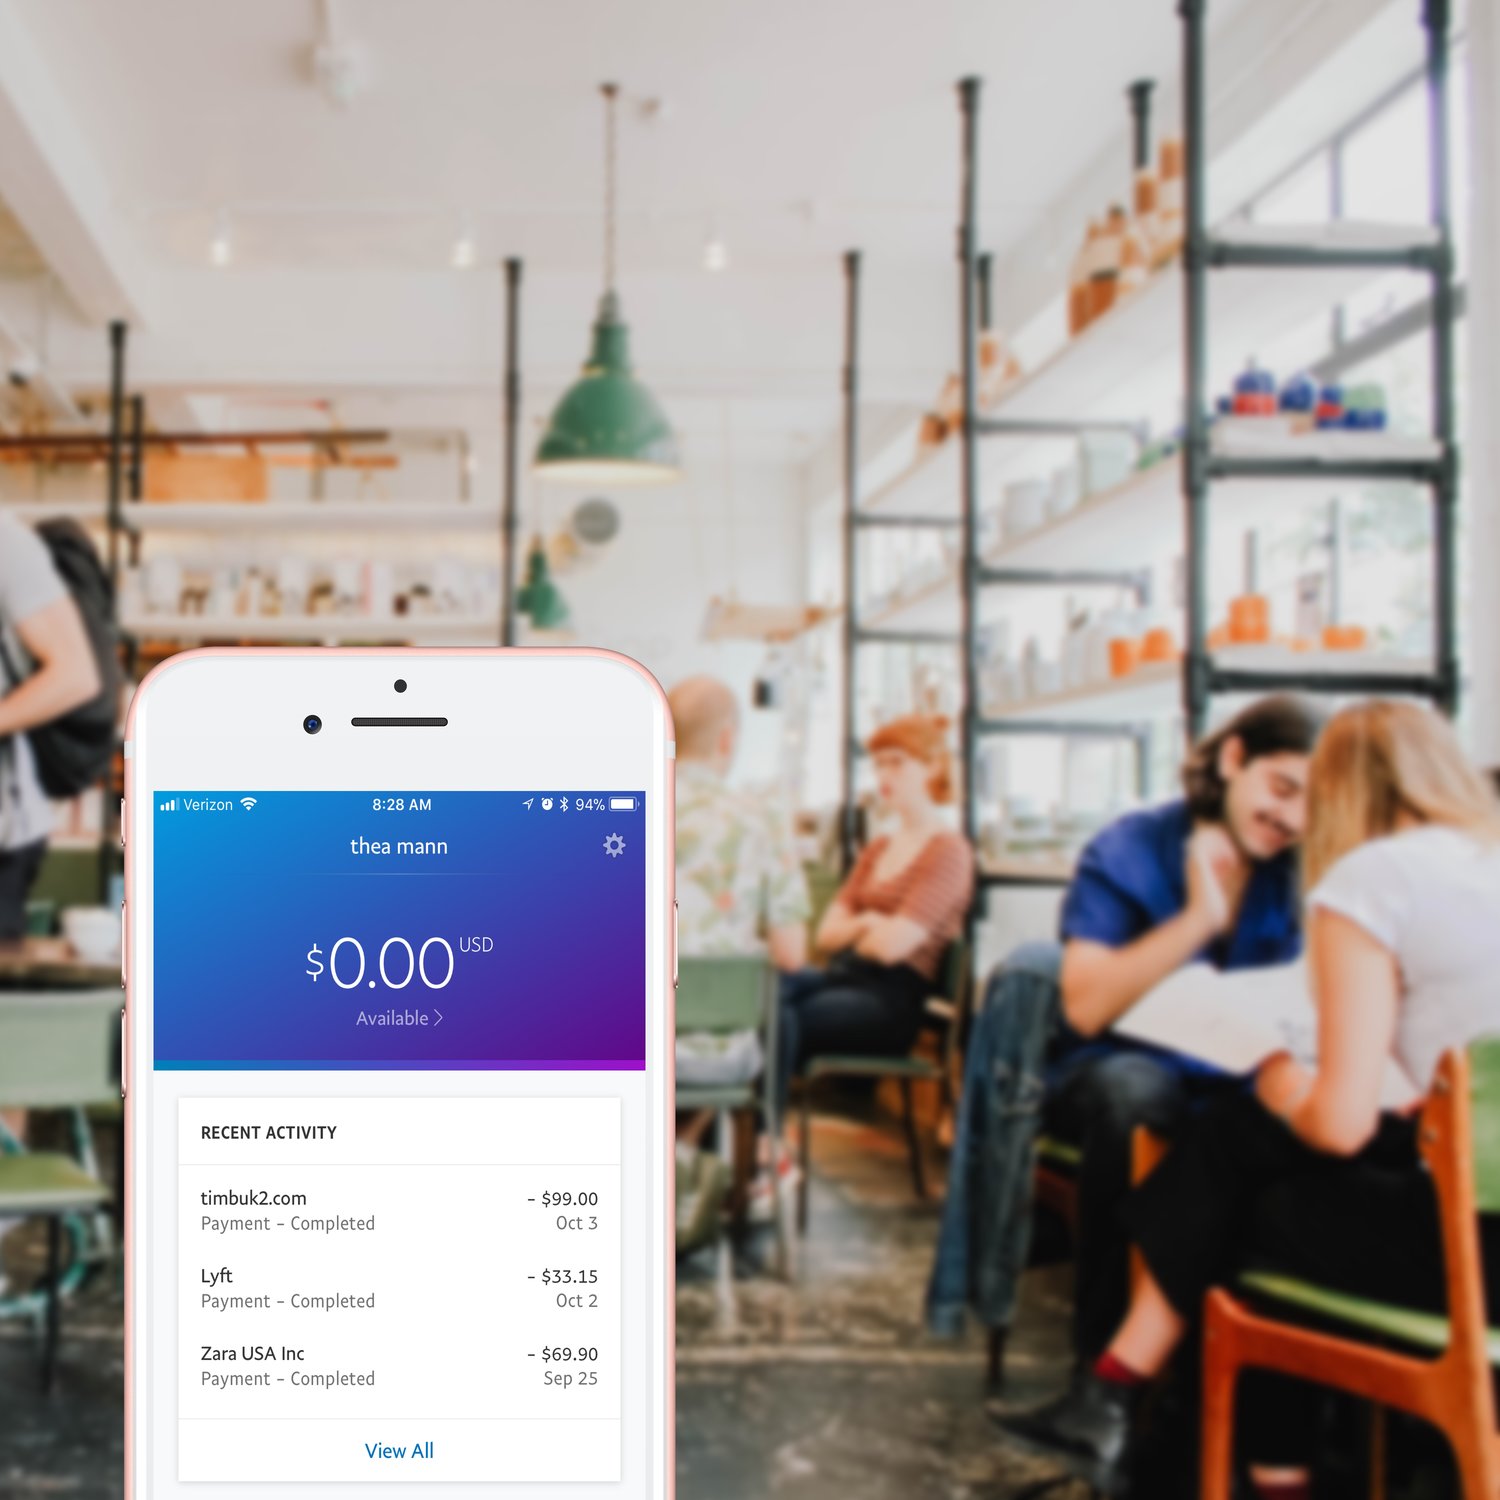 Verizon 8:28 AM 94%
thea mann
$0.00 USD
Available
RECENT ACTIVITY
timbuk2.com - $99.00
Payment - Completed Oct 3
Lyft - $33.15
Payment - Completed Oct 2
Zara USA Inc - $69.90
Payment - Completed Sep 25
View All